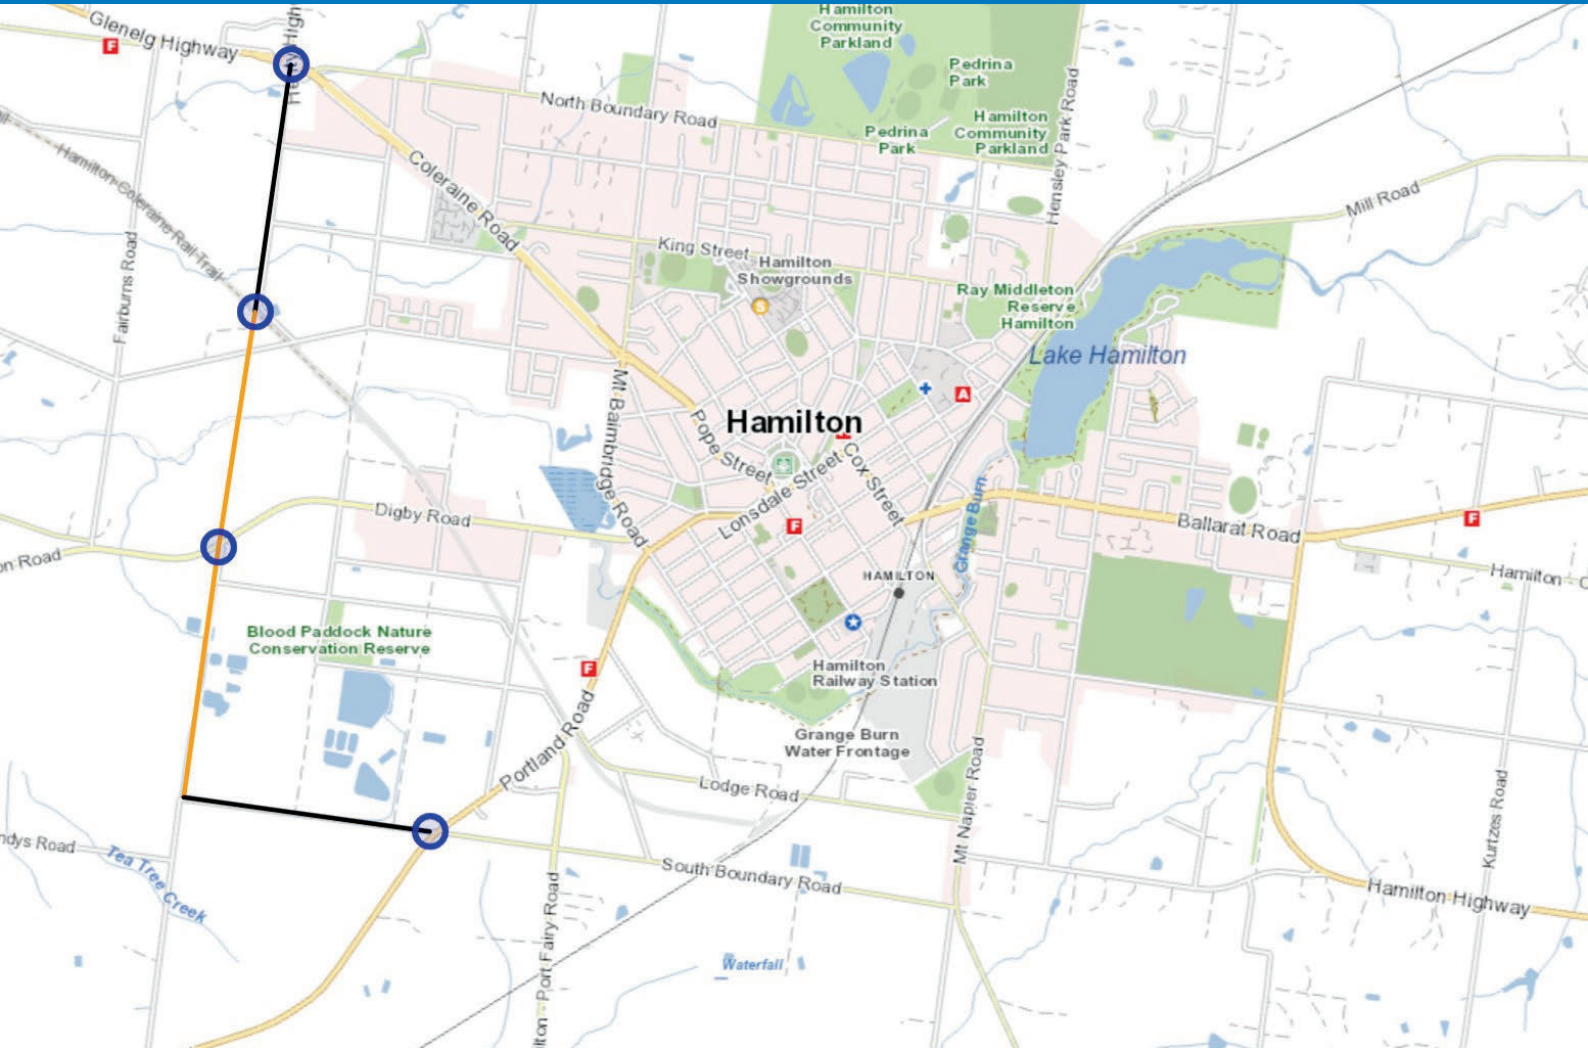 Glenelg Highway
F
Hamilton
Community
Parkland
Pedrina
Park
North Boundary Road
Hamilton
Community
Parkland
Pedrina
Park
Hensley Park Road
Mill Road
Hamilton-Coleraine Rail Trail
Coleraine Road
King Street
Hamilton
Showgrounds
S
Fairburns Road
Ray Middleton
Reserve
Hamilton
Lake Hamilton
A
Mt Baimbridge Road
Hamilton
Pope Street
Cox Street
Lonsdale Street
F
Digby Road
Grange Burn
Ballarat Road
F
on Road
HAMILTON
Hamilton - C
Blood Paddock Nature
Conservation Reserve
F
Hamilton
Railway Station
Portland Road
Grange Burn
Water Frontage
Lodge Road
Mt Napier Road
Kurtzes Road
ndys Road
Tea Tree Creek
South Boundary Road
Hamilton Highway
lton - Port Fairy Road
Waterfall